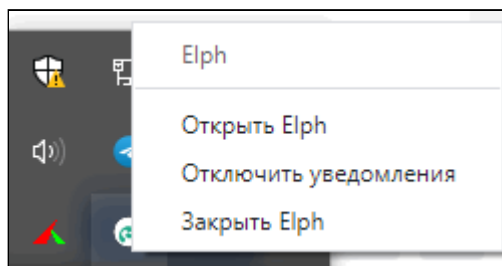 Elph
Открыть Elph
Отключить уведомления
Закрыть Elph